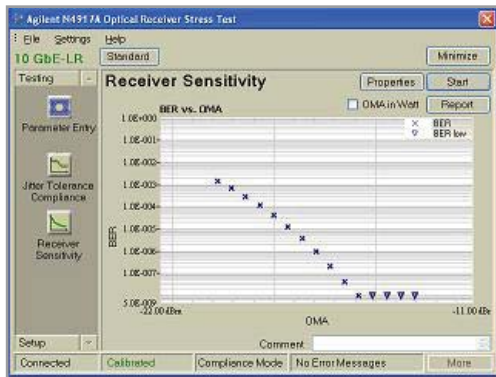 Agilent N4917A Optical Receiver Stress Test
File Settings Help
10 GbE-LR Standard Minimize
Testing
Receiver Sensitivity
Properties Start
OMA in Watt Report
Parameter Entry
Jitter Tolerance
Compliance
Receiver
Sensitivity
BER vs. OMA
BER
BER low
1.0E+000
1.0E-001
1.0E-002
1.0E-003
1.0E-004
1.0E-005
1.0E-006
1.0E-007
5.0E-009
BER
-22.00 dBm
-11.00 dBm
OMA
Setup
Comment
Connected Calibrated Compliance Mode No Error Messages More